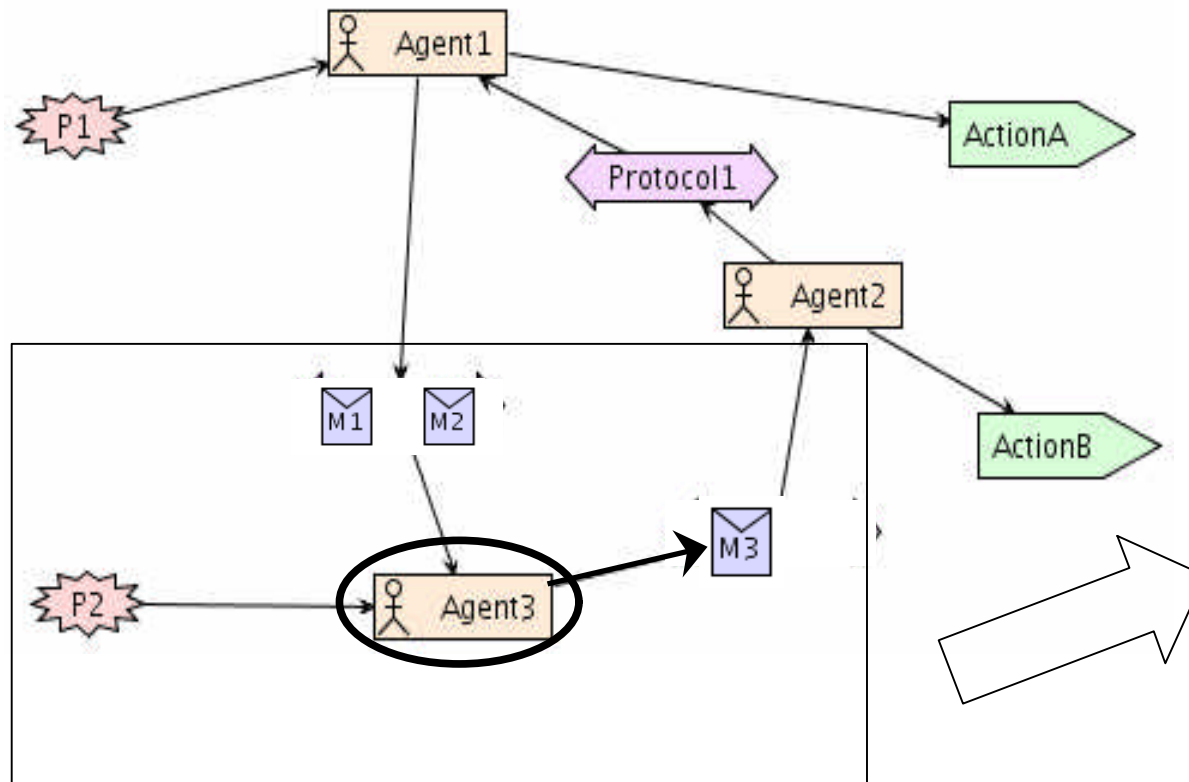 Agent1
P1
ActionA
Protocol1
Agent2
M1
M2
ActionB
M3
P2
Agent3